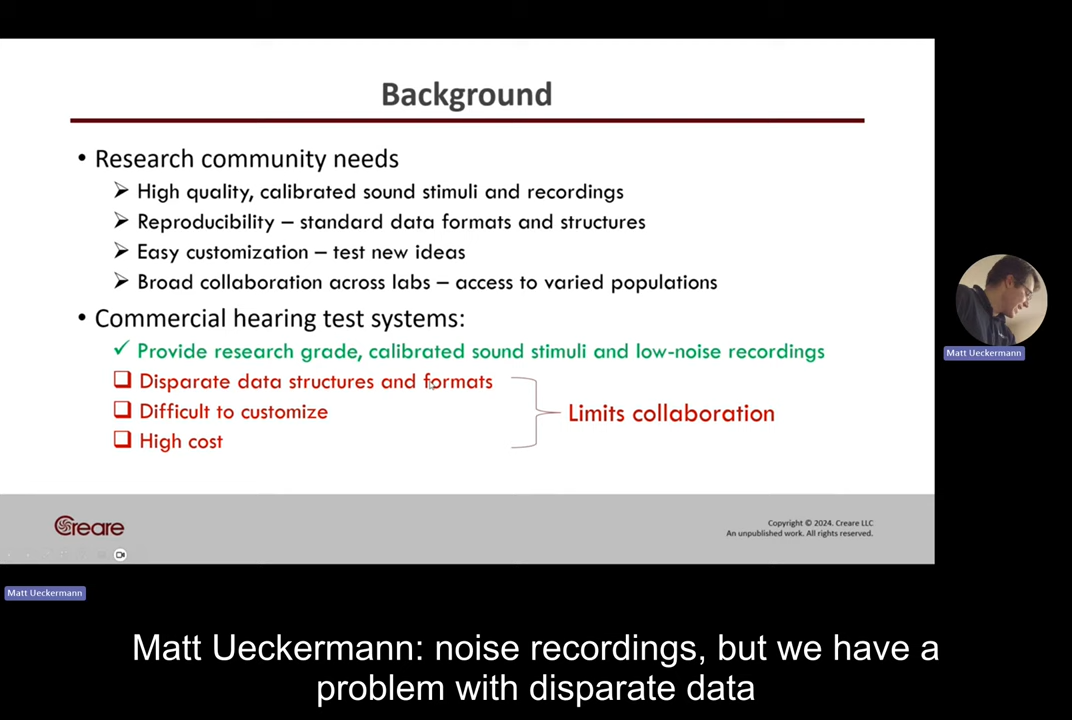 Background
• Research community needs
➢ High quality, calibrated sound stimuli and recordings
➢ Reproducibility – standard data formats and structures
➢ Easy customization – test new ideas
➢ Broad collaboration across labs – access to varied populations
• Commercial hearing test systems:
✓ Provide research grade, calibrated sound stimuli and low-noise recordings
❑ Disparate data structures and formats
❑ Difficult to customize
❑ High cost
Limits collaboration
Matt Ueckermann
Creare
Copyright © 2024. Creare LLC
An unpublished work. All rights reserved.
Matt Ueckermann
Matt Ueckermann: noise recordings, but we have a
problem with disparate data